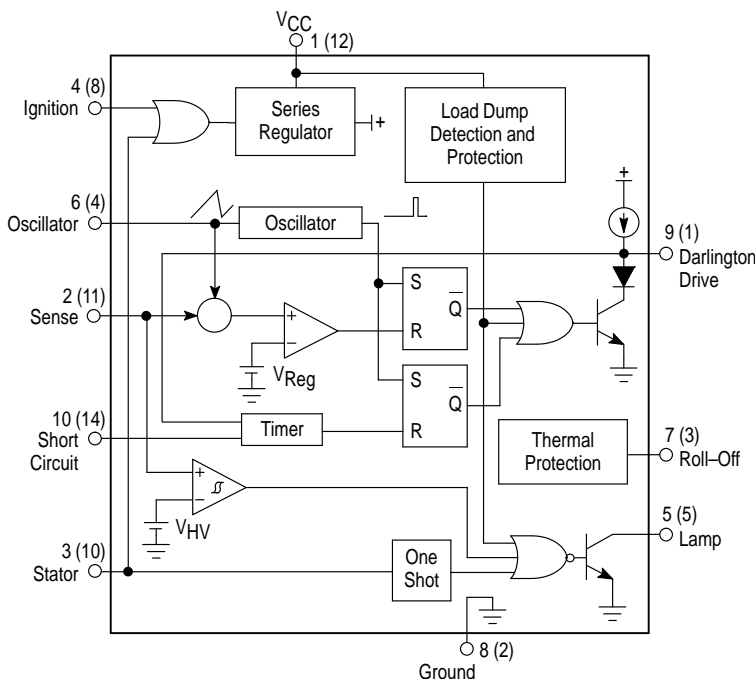 VCC
1 (12)
4 (8)
Ignition
Series
Regulator
+
Load Dump
Detection and
Protection
+
6 (4)
Oscillator
Oscillator
9 (1)
Darlington
Drive
2 (11)
Sense
+
−
VReg
S
R
Q
S
R
Q
10 (14)
Short
Circuit
Timer
Thermal
Protection
7 (3)
Roll–Off
+
−
VHV
5 (5)
Lamp
3 (10)
Stator
One
Shot
8 (2)
Ground